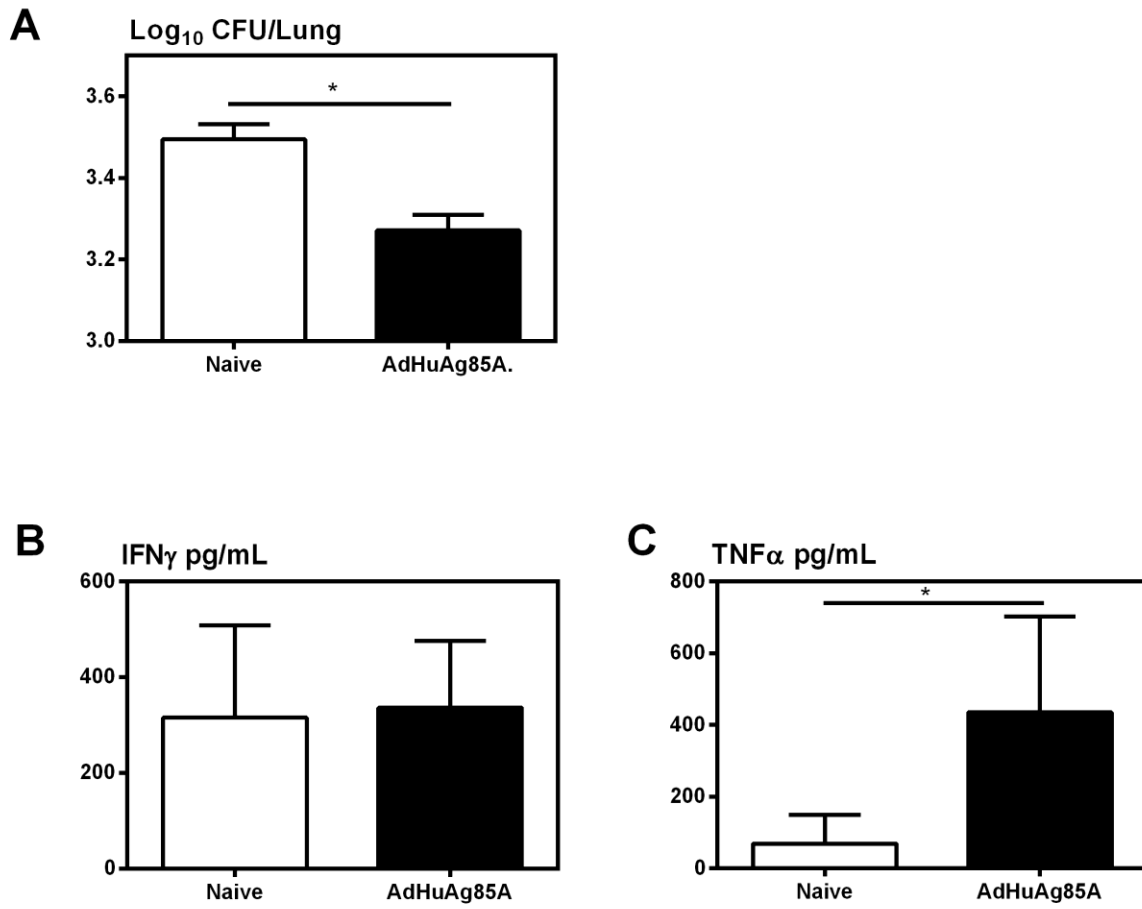 A
Log₁₀ CFU/Lung
*
3.6
3.4
3.2
3.0
Naive
AdHuAg85A.
B
IFNγ pg/mL
600
400
200
0
Naive
AdHuAg85A
C
TNFα pg/mL
*
800
600
400
200
0
Naive
AdHuAg85A